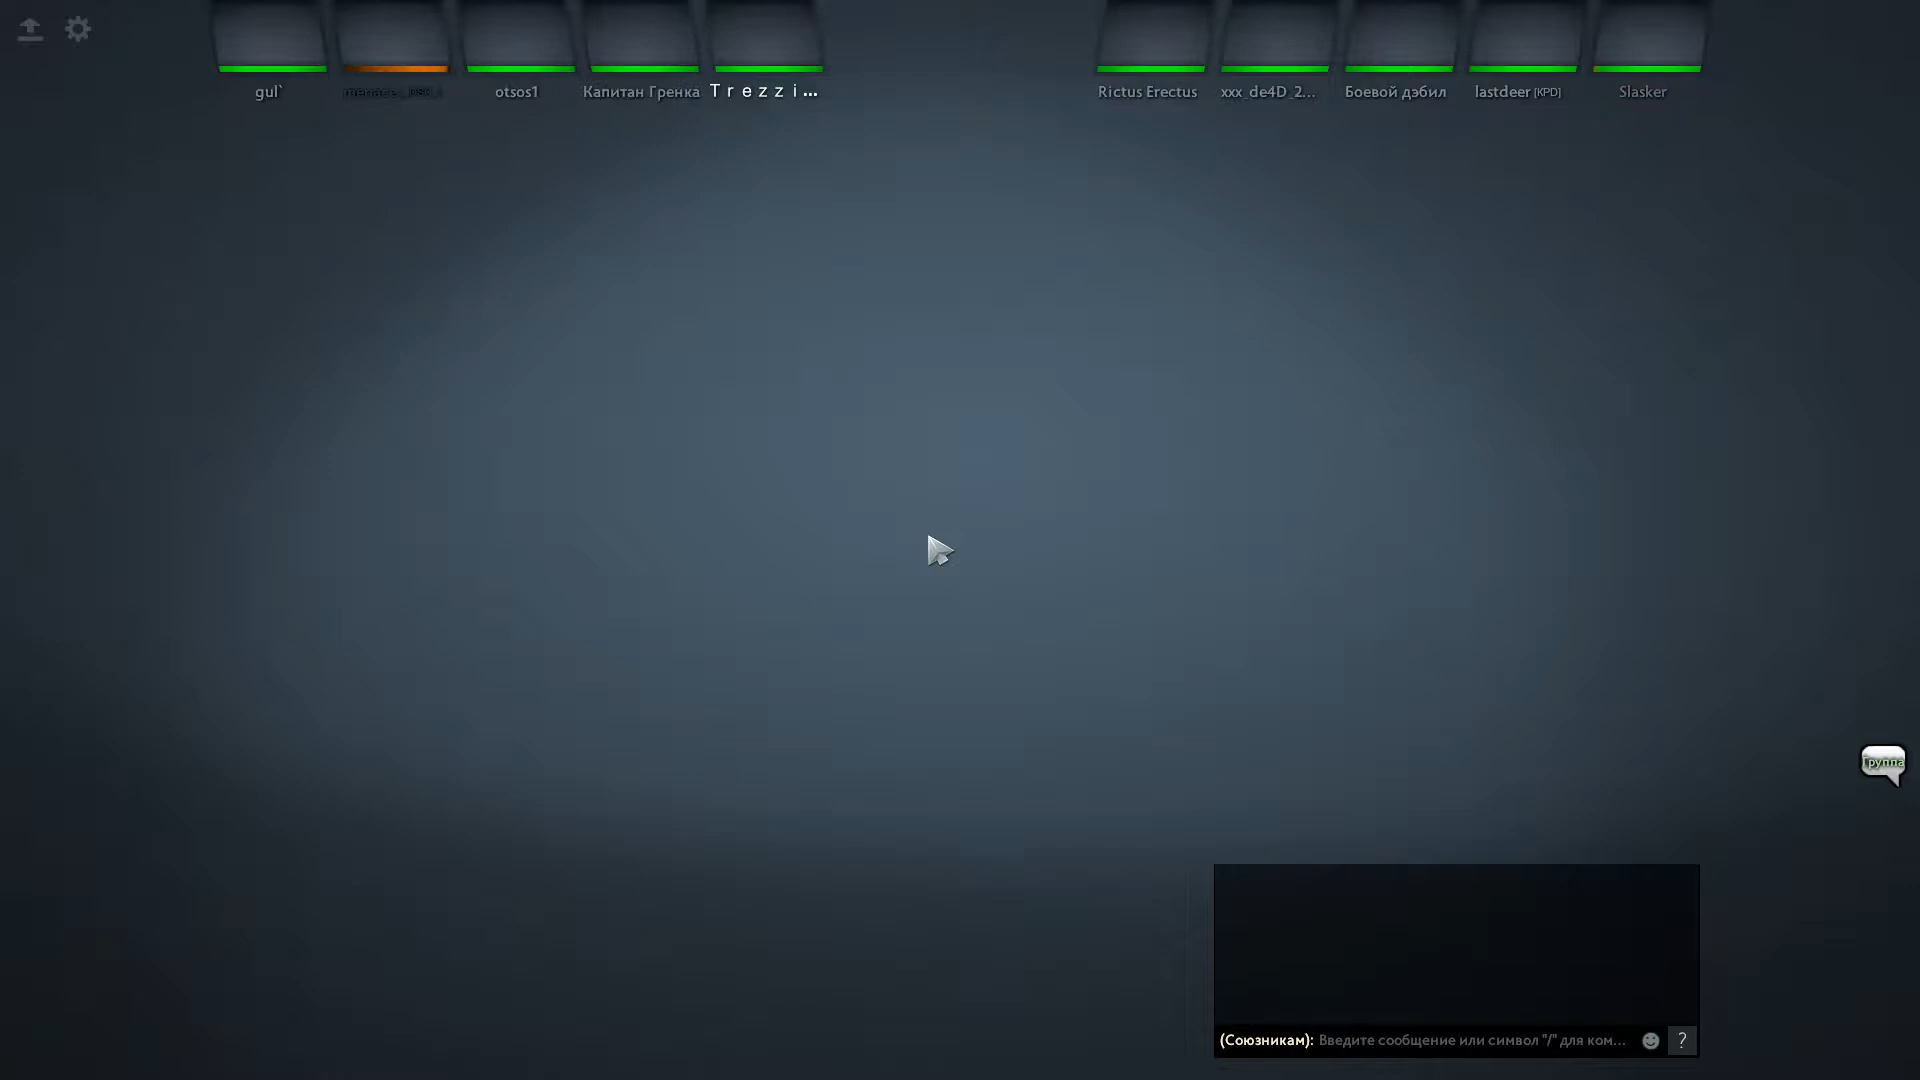 gul`
otsos1
Капитан Гренка
T r e z z i ...
Rictus Erectus
xxx_de4D_2...
Боевой дэбил
lastdeer [KPD]
Slasker
Группа
(Союзникам): Введите сообщение или символ "/" для ком...
?